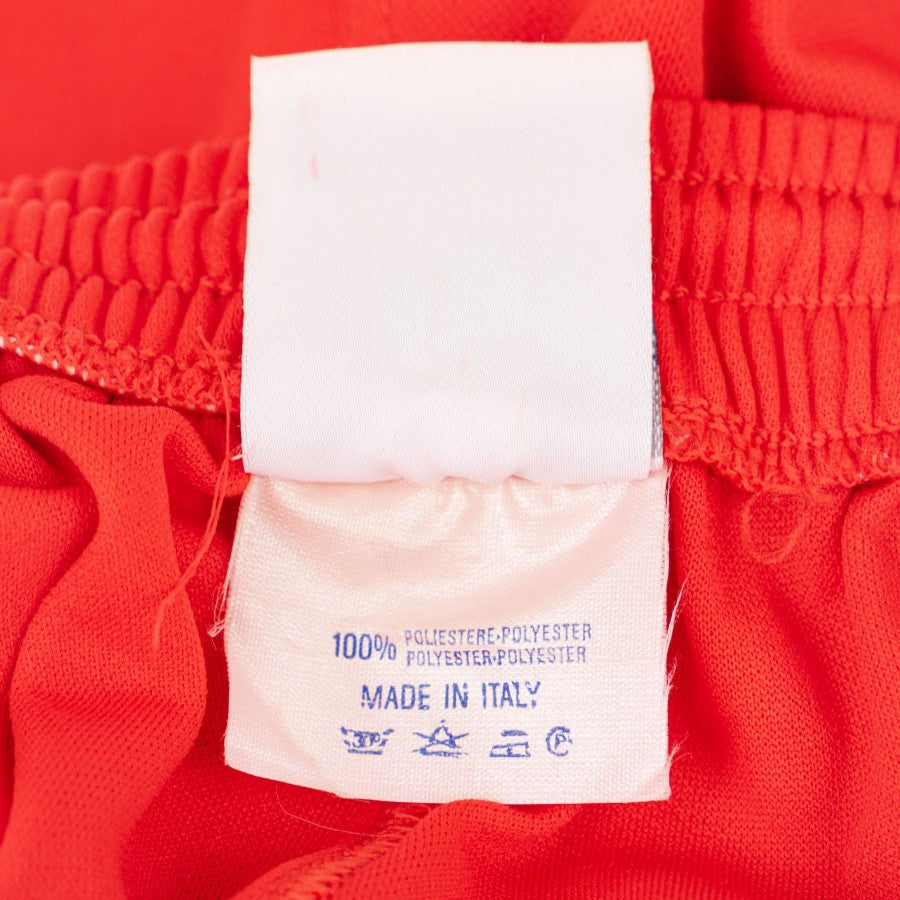 100% POLIESTERE·POLYESTER
POLYESTER·POLYESTER
MADE IN ITALY
P